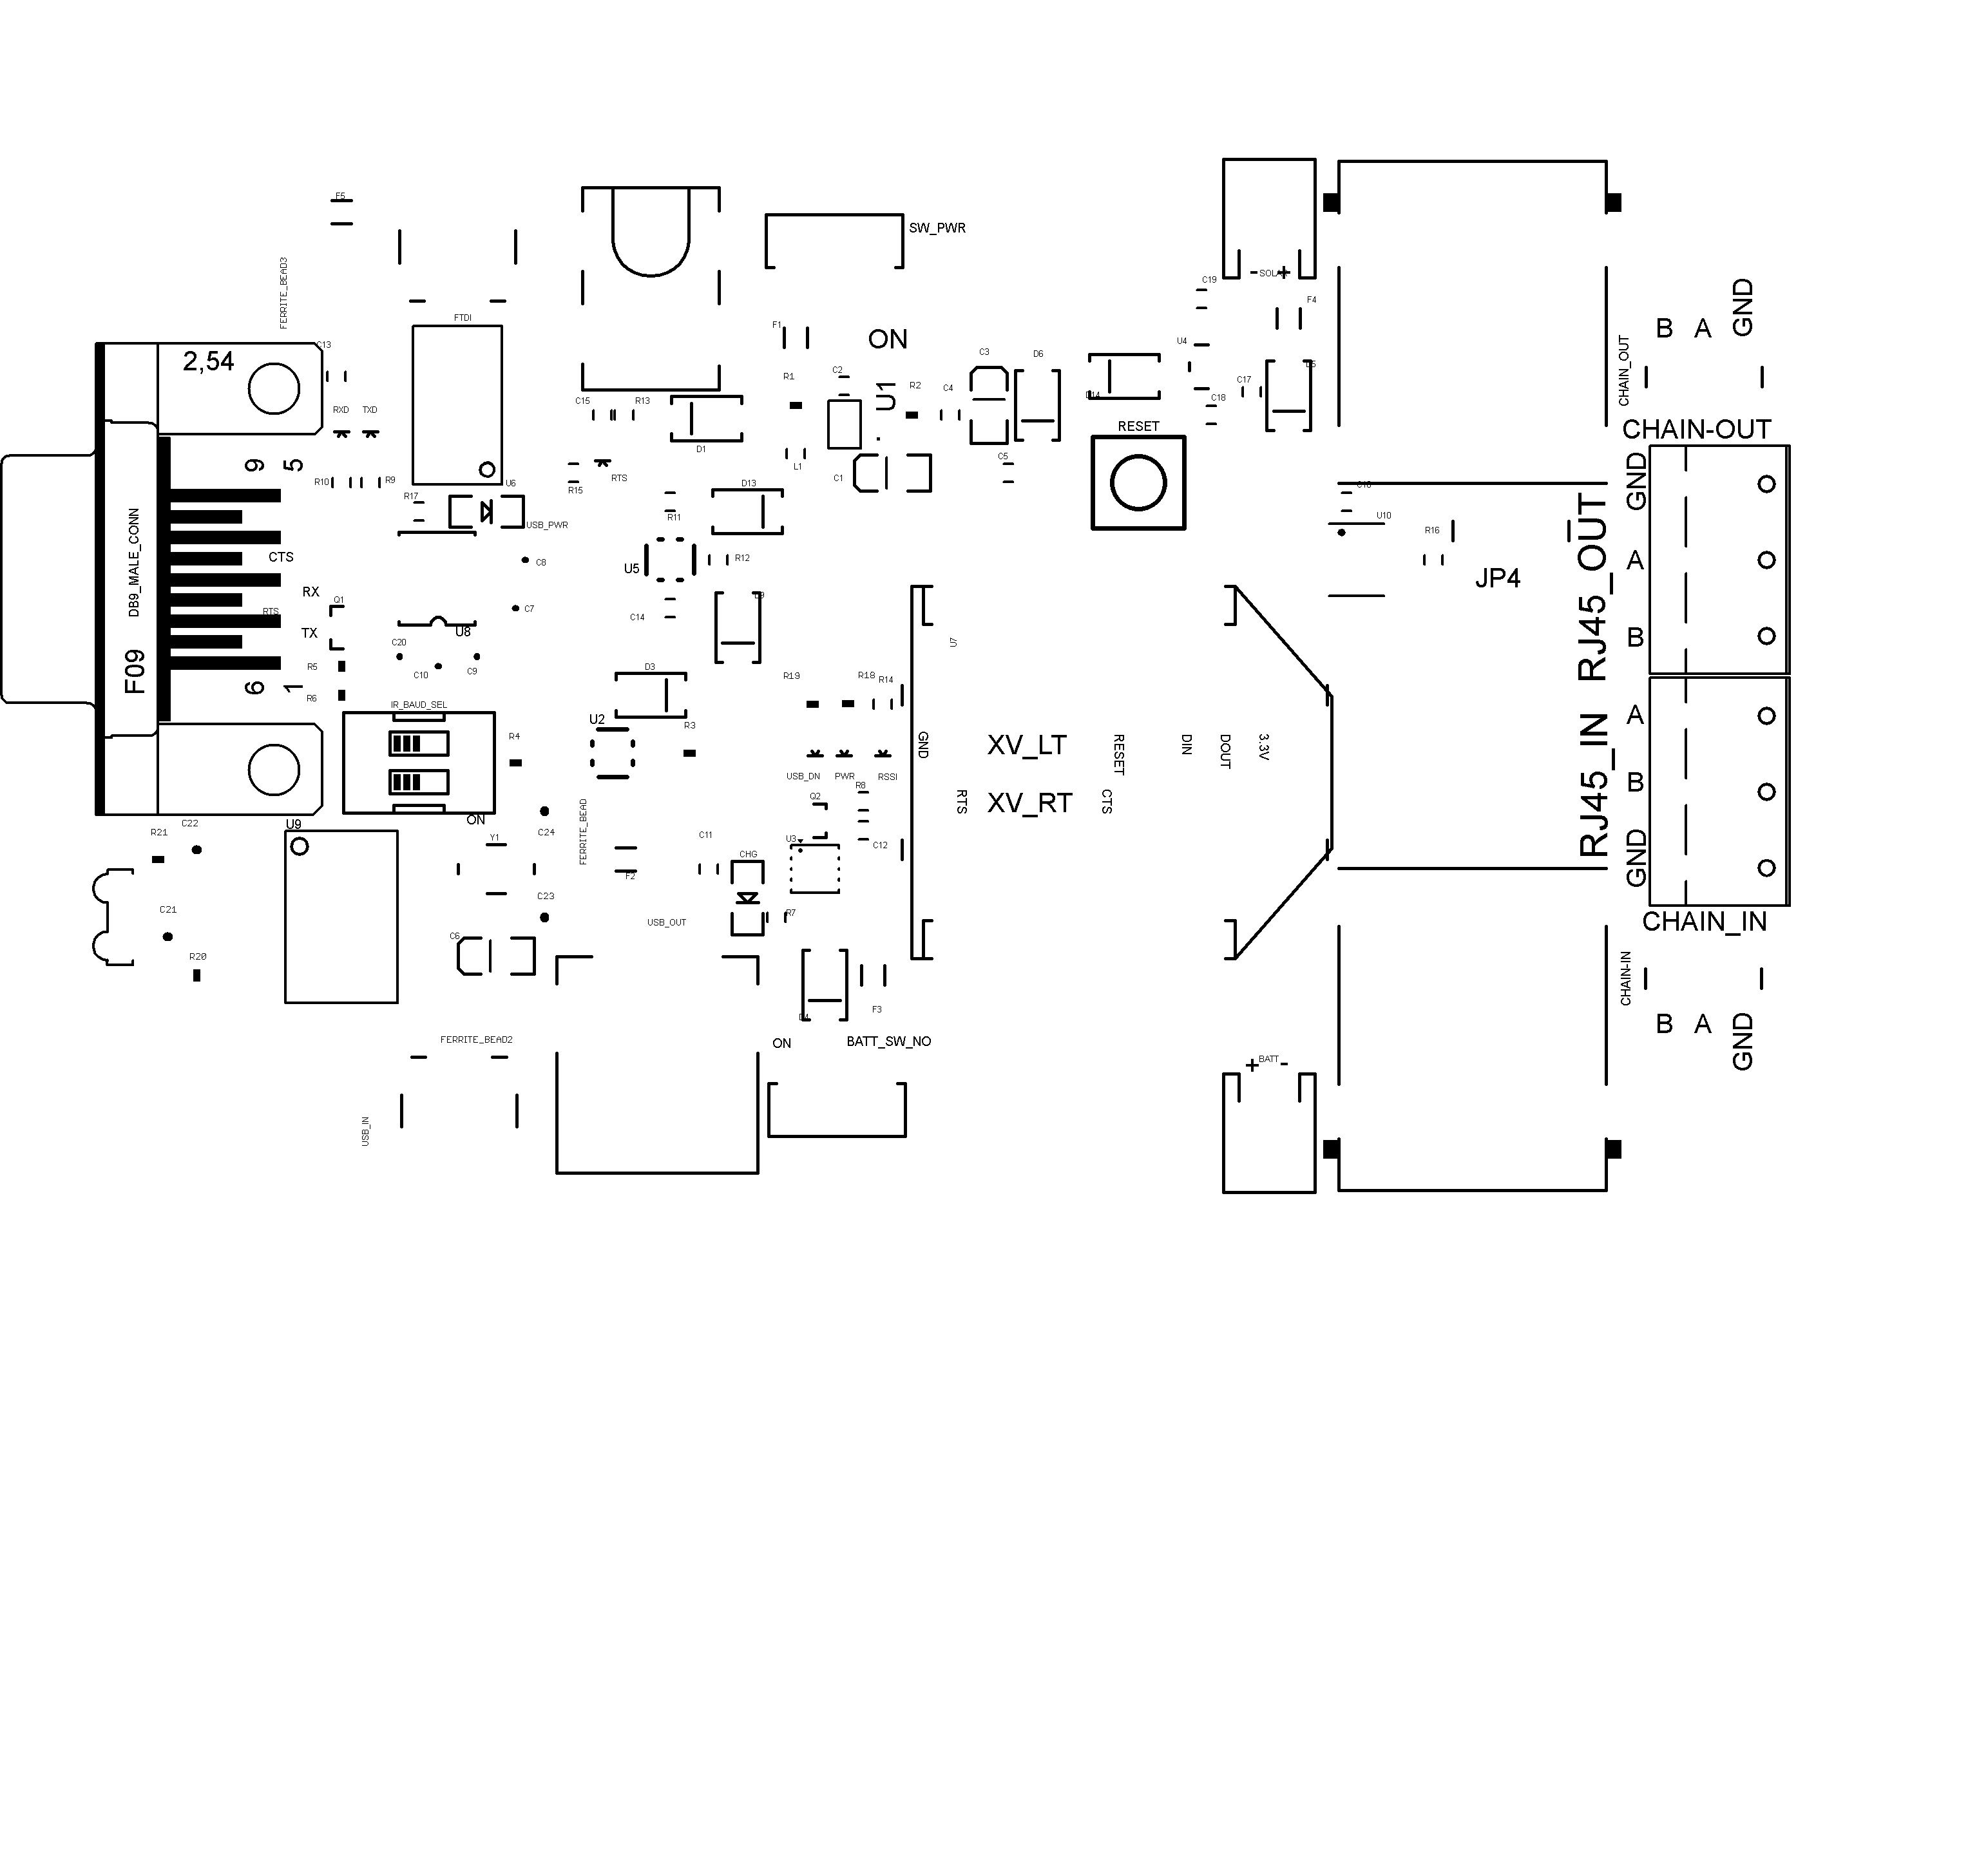 F5
SW_PWR
FERRITE_BEAD3
- SOLA +
C19
F4
GND
B A
CHAIN_OUT
FTDI
F1
ON
U4
C13
2,54
C3
D6
C2
R1
U1
R2
C4
C17
C18
C15
R13
RXD
TXD
CHAIN-OUT
RESET
D1
9
5
L1
C1
C5
RTS
R15
R10
R9
R17
U6
D13
GND
U10
R11
USB_PWR
R16
RJ45_OUT
DB9_MALE_CONN
CTS
C8
U5
R12
A
JP4
RX
Q1
RTS
C7
C14
TX
U8
C20
U7
B
F09
R5
C10
C9
D3
R19
R18
R14
6
1
R6
IR_BAUD_SEL
U2
R3
A
RJ45_IN
R4
GND
XV_LT
RESET
DIN
DOUT
3.3V
USB_DN
PWR
RSSI
B
R8
Q2
RTS
XV_RT
CTS
ON
U9
C22
R21
Y1
C24
FERRITE_BEAD
C11
U3
C12
CHG
GND
F2
C23
C21
USB_OUT
R7
CHAIN_IN
C6
R20
CHAIN-IN
F3
B A
GND
FERRITE_BEAD2
ON
BATT_SW_NO
+ BATT -
USB_IN